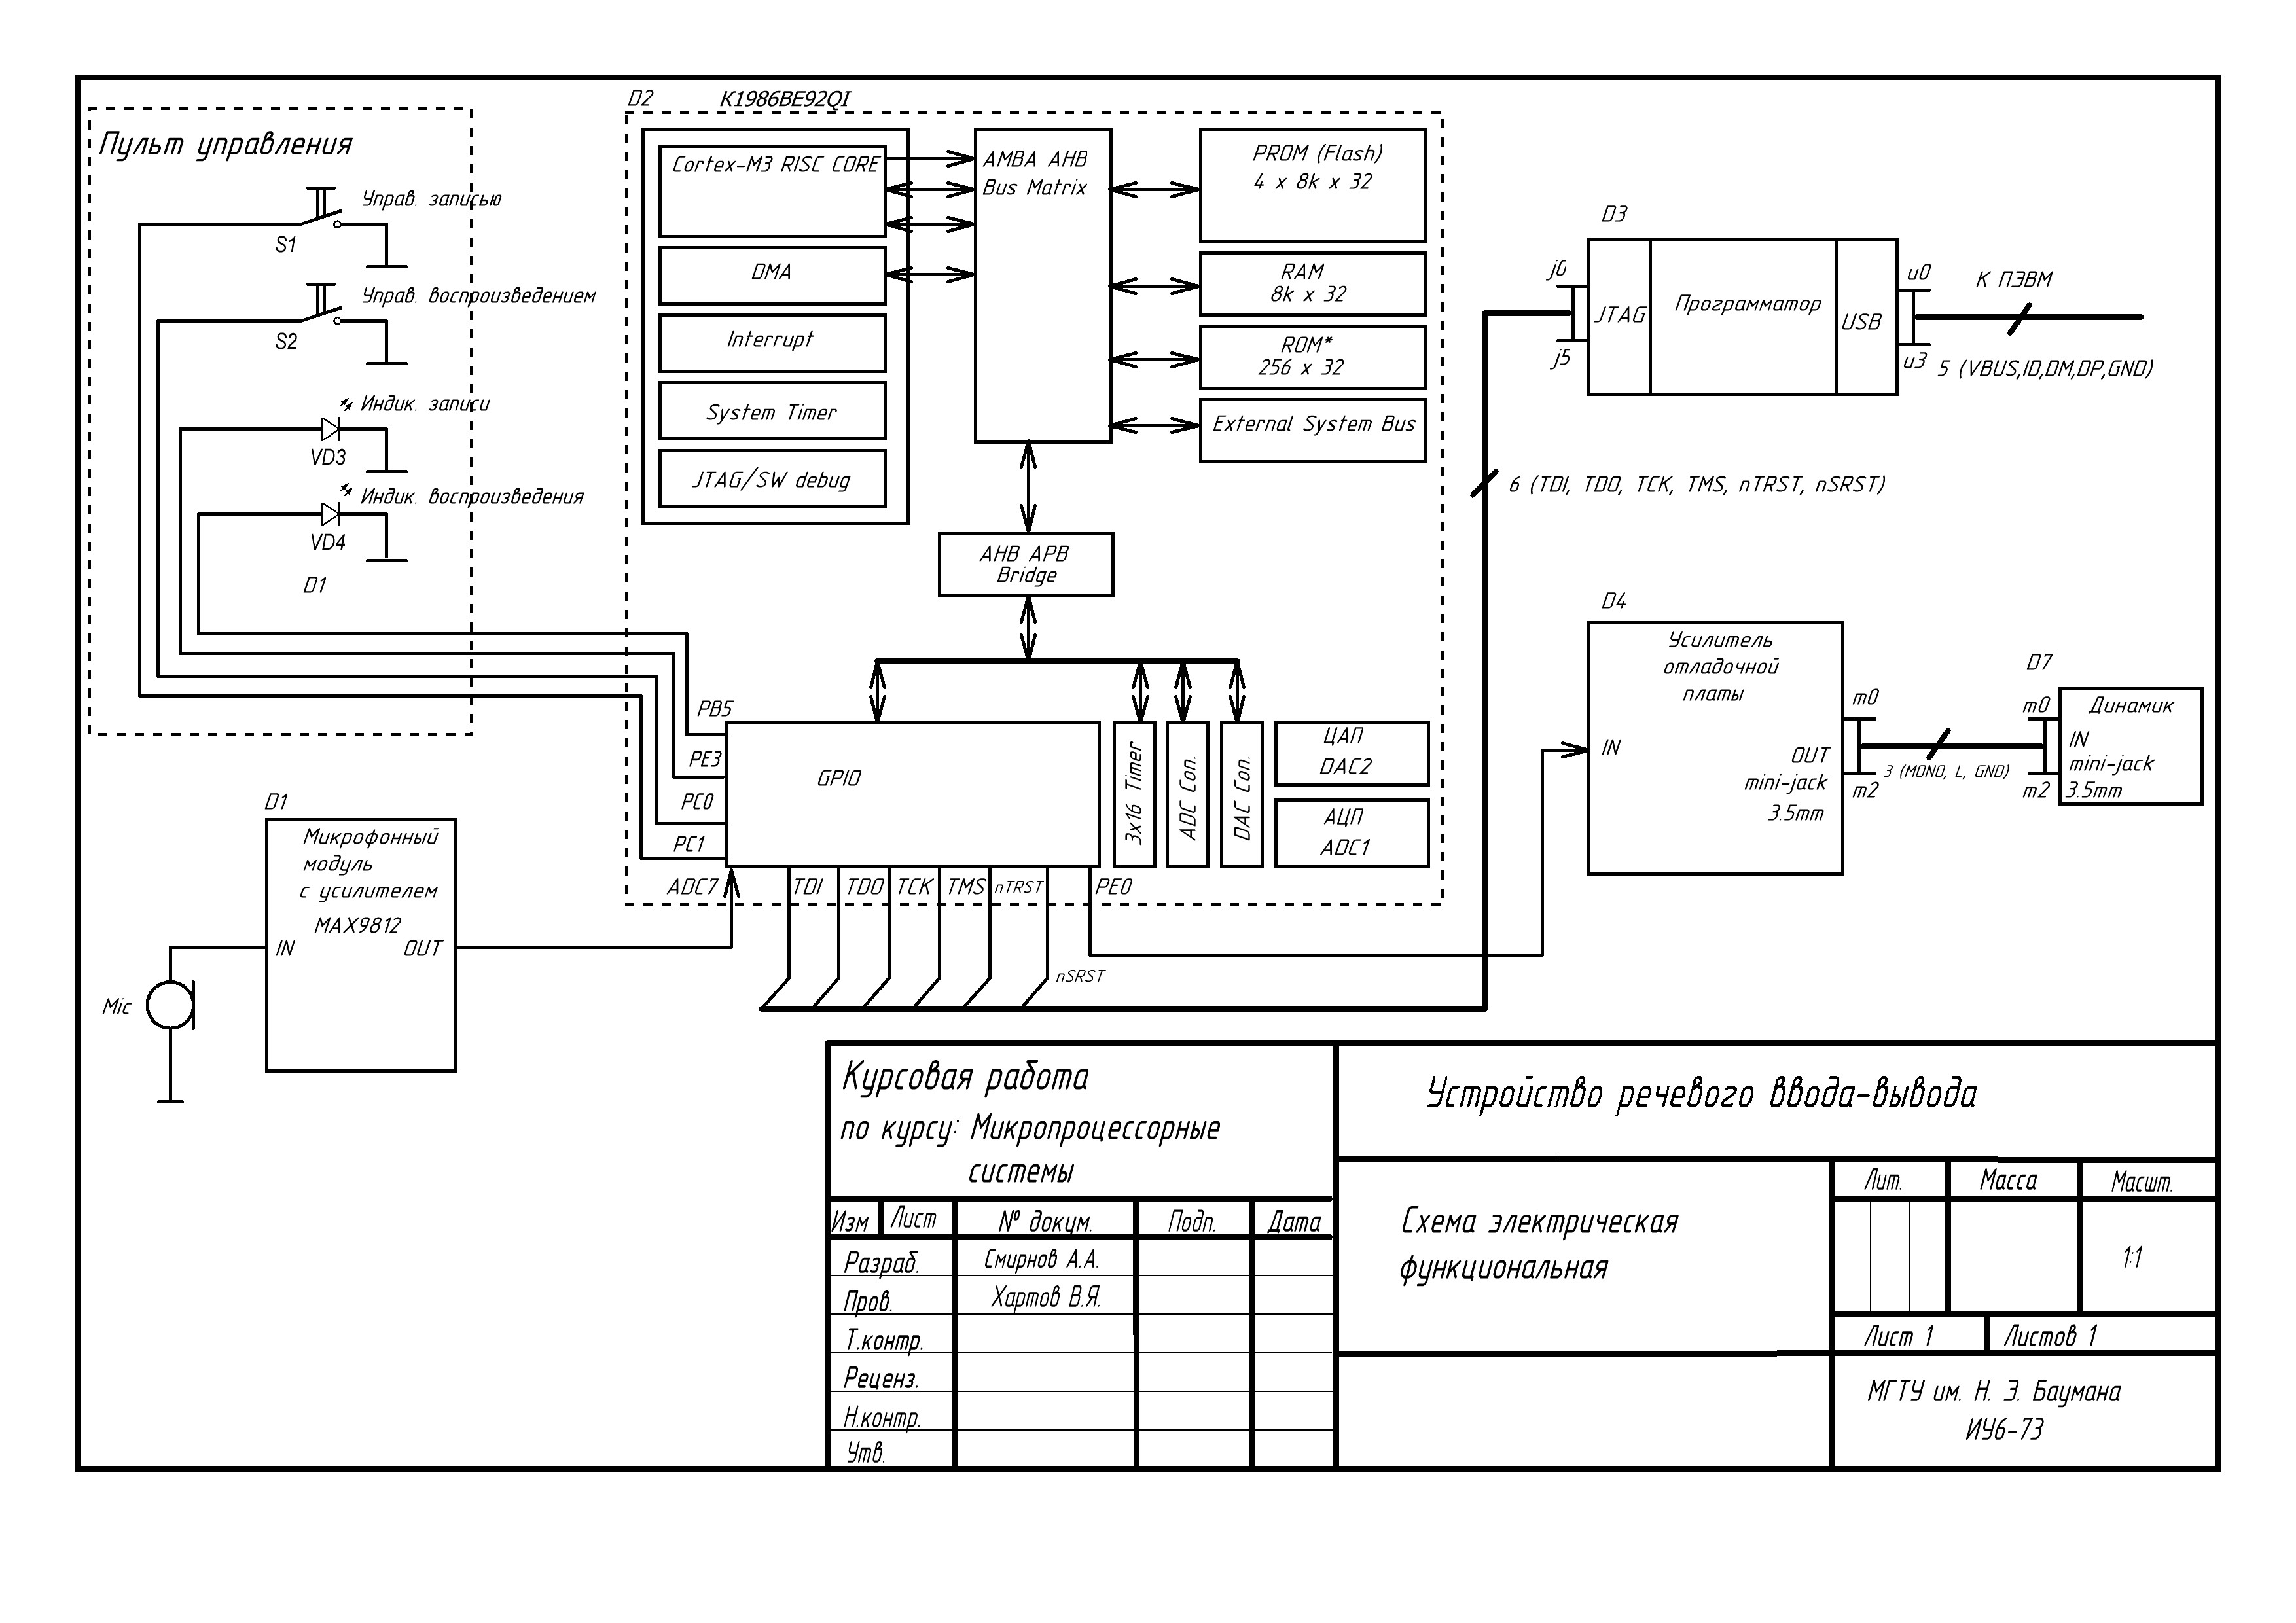 Пульт управления
Управ. записью
S1
Управ. воспроизведением
S2
Индик. записи
VD3
Индик. воспроизведения
VD4
D1
D2
K1986BE92QI
Cortex-M3 RISC CORE
DMA
Interrupt
System Timer
JTAG/SW debug
AMBA AHB
Bus Matrix
PROM (Flash)
4 x 8k x 32
RAM
8k x 32
ROM*
256 x 32
External System Bus
AHB APB
Bridge
PB5
PE3
PC0
PC1
GPIO
3x16 Timer
ADC Con.
DAC Con.
ЦАП
DAC2
АЦП
ADC1
ADC7
TDI
TDO
TCK
TMS
nTRST
PE0
nSRST
D1
Микрофонный
модуль
с усилителем
MAX9812
IN
OUT
Mic
D3
j0
j5
JTAG
Программатор
USB
u0
u3
К ПЭВМ
5 (VBUS,ID,DM,DP,GND)
6 (TDI, TDO, TCK, TMS, nTRST, nSRST)
D4
Усилитель
отладочной
платы
IN
OUT
mini-jack
3.5mm
m0
m2
3 (MONO, L, GND)
D7
m0
m2
Динамик
IN
mini-jack
3.5mm
Курсовая работа
по курсу: Микропроцессорные
системы
Изм Лист № докум. Подп. Дата
Разраб. Смирнов А.А.
Пров. Хартов В.Я.
Т.контр.
Реценз.
Н.контр.
Утв.
Устройство речевого ввода-вывода
Схема электрическая
функциональная
Лит. Масса Масшт.
1:1
Лист 1 Листов 1
МГТУ им. Н. Э. Баумана
ИУ6-73